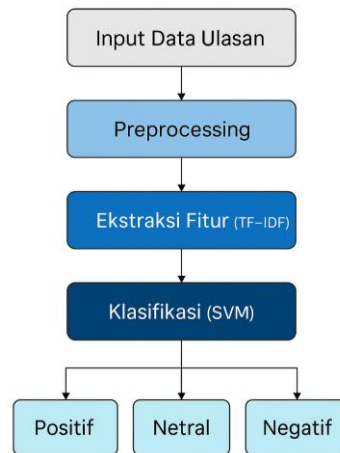 Input Data Ulasan
Preprocessing
Ekstraksi Fitur (TF–IDF)
Klasifikasi (SVM)
Positif
Netral
Negatif